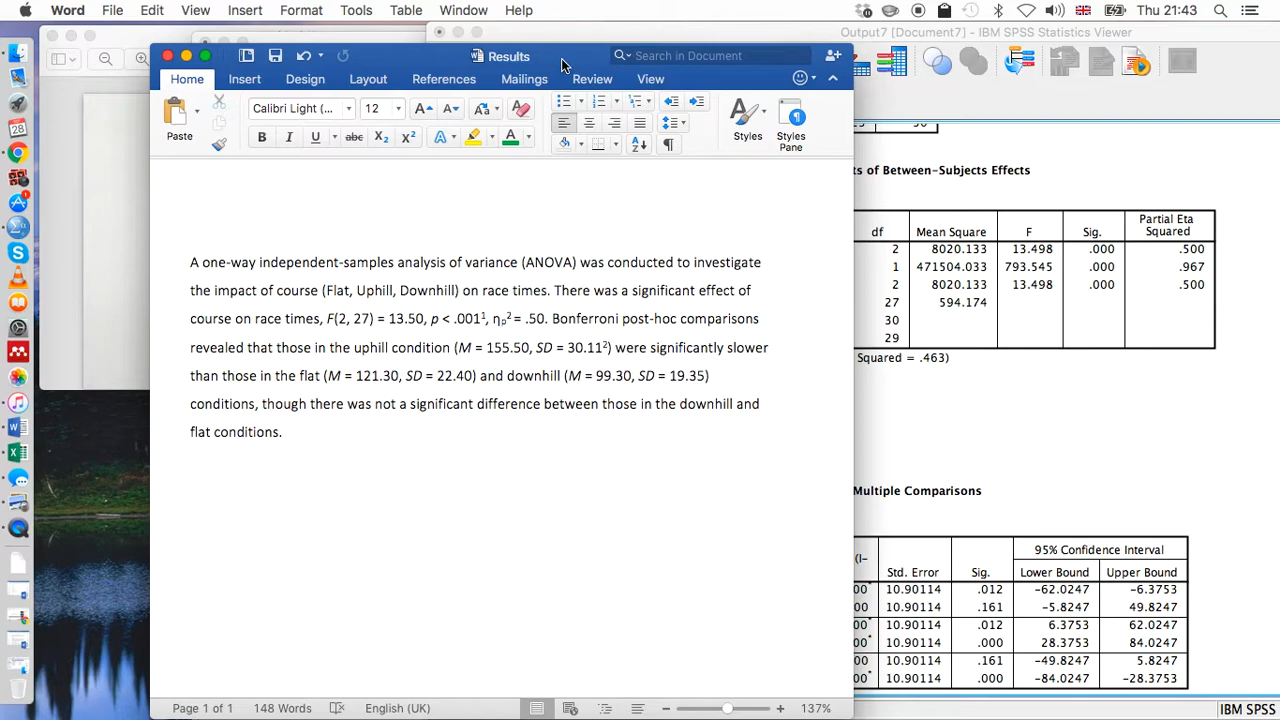 Word File Edit View Insert Format Tools Table Window Help Thu 21:43
Output7 [Document7] - IBM SPSS Statistics Viewer
Results
Search in Document
Home Insert Design Layout References Mailings Review View
Paste Calibri Light (... 12 Styles Styles Pane
A one-way independent-samples analysis of variance (ANOVA) was conducted to investigate
the impact of course (Flat, Uphill, Downhill) on race times. There was a significant effect of
course on race times, F(2, 27) = 13.50, p < .001¹, ηₚ² = .50. Bonferroni post-hoc comparisons
revealed that those in the uphill condition (M = 155.50, SD = 30.11²) were significantly slower
than those in the flat (M = 121.30, SD = 22.40) and downhill (M = 99.30, SD = 19.35)
conditions, though there was not a significant difference between those in the downhill and
flat conditions.
ts of Between-Subjects Effects
df Mean Square F Sig. Partial Eta Squared
2 8020.133 13.498 .000 .500
1 471504.033 793.545 .000 .967
2 8020.133 13.498 .000 .500
27 594.174
30
29
Squared = .463)
Multiple Comparisons
95% Confidence Interval
(I-
Std. Error Sig. Lower Bound Upper Bound
00* 10.90114 .012 -62.0247 -6.3753
00 10.90114 .161 -5.8247 49.8247
00* 10.90114 .012 6.3753 62.0247
00* 10.90114 .000 28.3753 84.0247
00 10.90114 .161 -49.8247 5.8247
00* 10.90114 .000 -84.0247 -28.3753
Page 1 of 1 148 Words English (UK) 137%
IBM SPSS